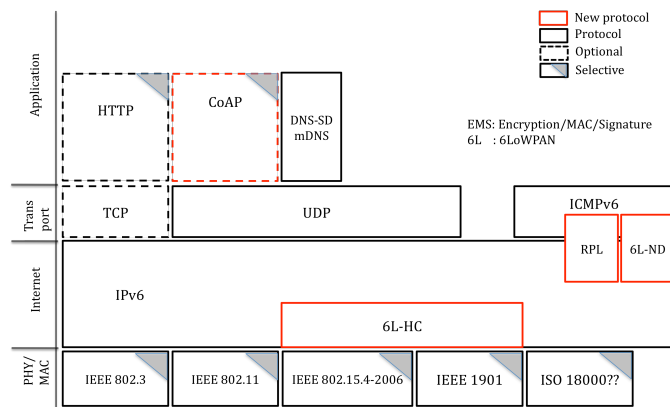 New protocol
Protocol
Optional
Selective
EMS: Encryption/MAC/Signature
6L : 6LoWPAN
Application
HTTP
CoAP
DNS-SD
mDNS
Trans
port
TCP
UDP
ICMPv6
RPL
6L-ND
Internet
IPv6
6L-HC
PHY/
MAC
IEEE 802.3
IEEE 802.11
IEEE 802.15.4-2006
IEEE 1901
ISO 18000??